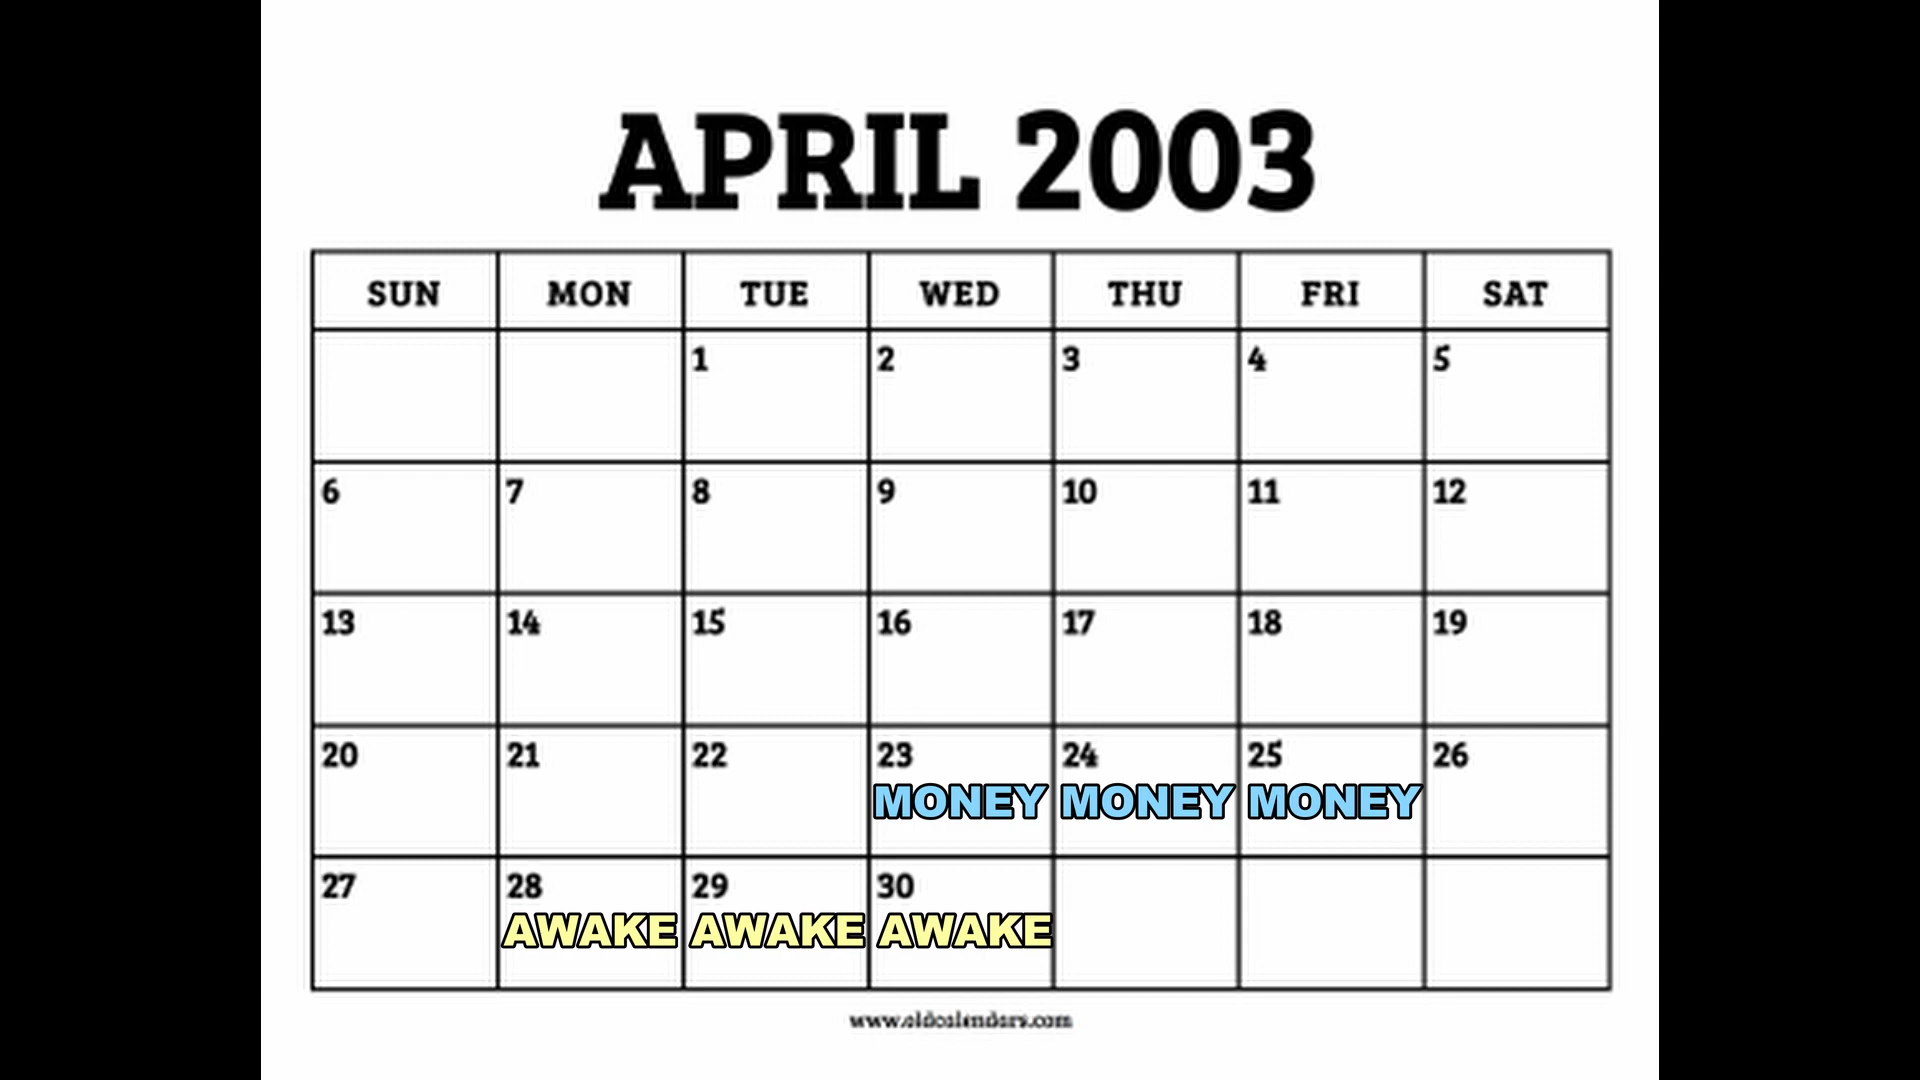 APRIL 2003
SUN MON TUE WED THU FRI SAT
1 2 3 4 5
6 7 8 9 10 11 12
13 14 15 16 17 18 19
20 21 22 23 24 25 26
MONEY MONEY MONEY
27 28 29 30
AWAKE AWAKE AWAKE
www.oldcalendars.com